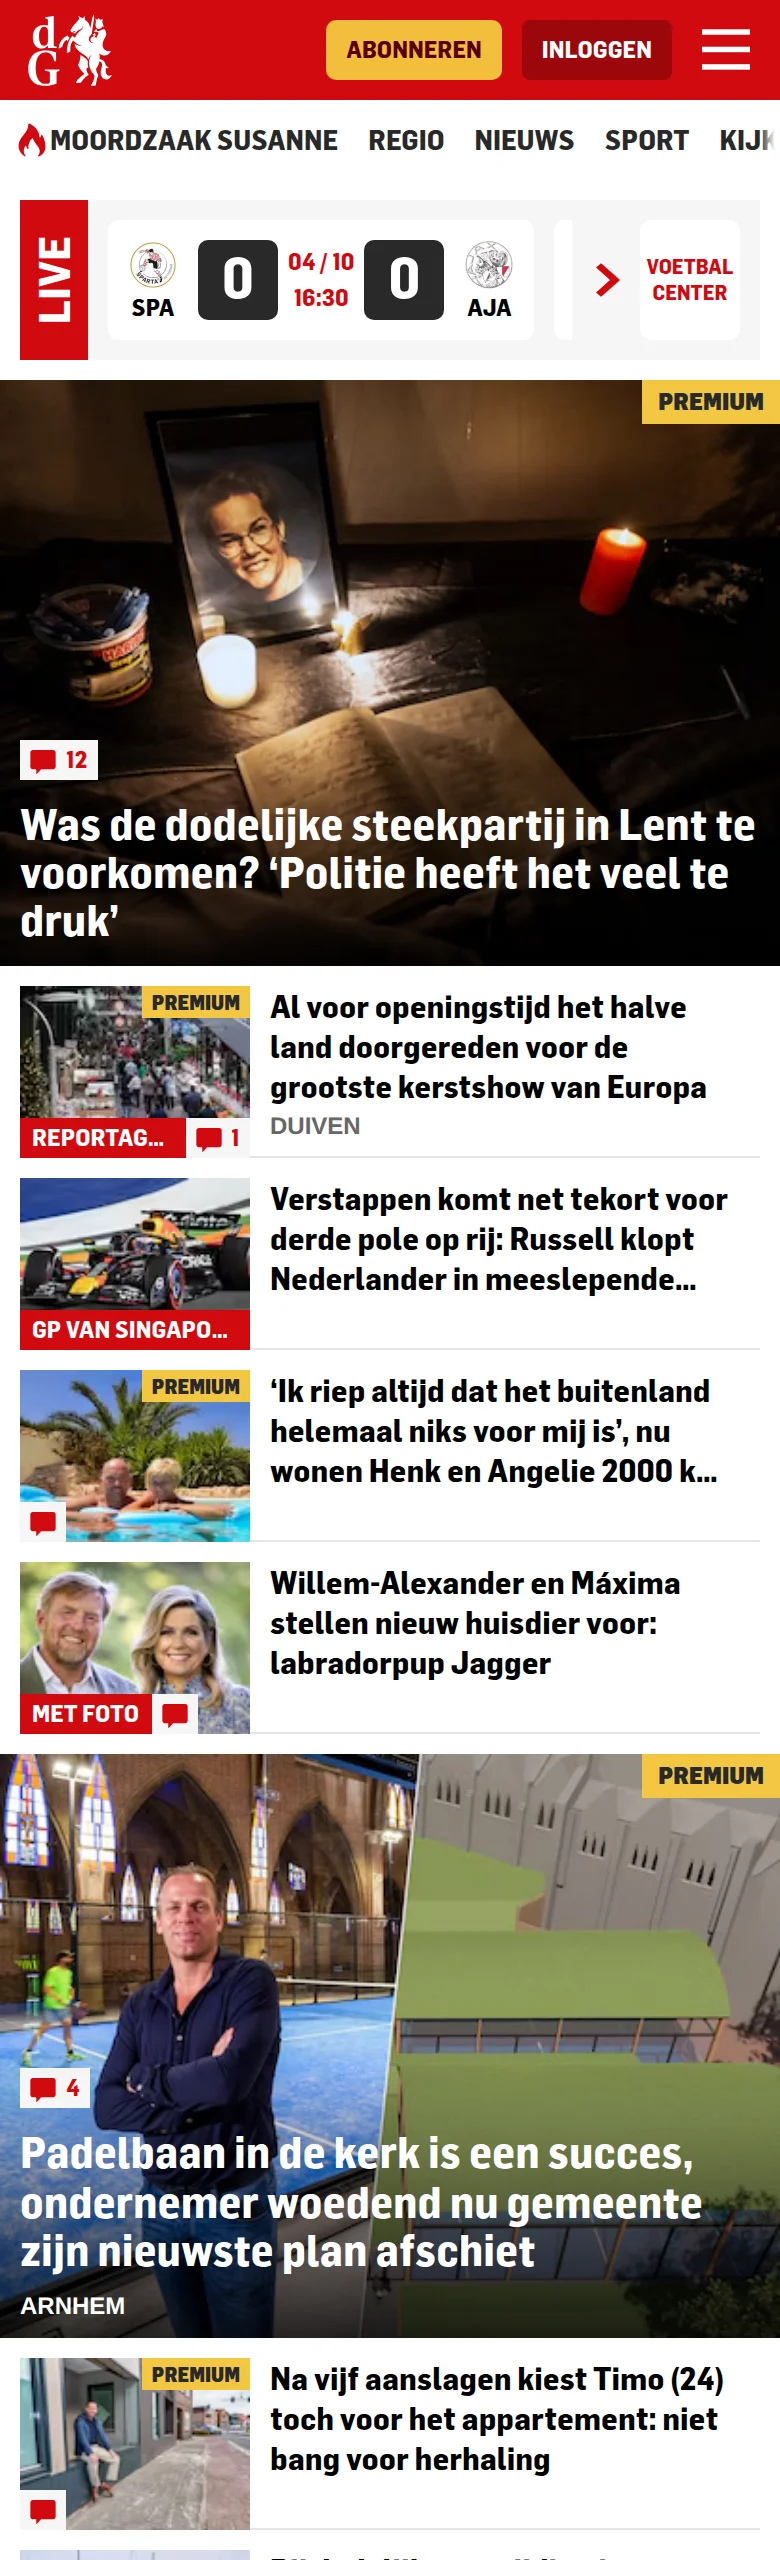 dG
ABONNEREN
INLOGGEN
MOORDZAAK SUSANNE
REGIO
NIEUWS
SPORT
KIJK
LIVE
SPA
0
04 / 10
16:30
0
AJA
VOETBAL
CENTER
PREMIUM
12
Was de dodelijke steekpartij in Lent te
voorkomen? ‘Politie heeft het veel te
druk’
PREMIUM
REPORTAG...
1
Al voor openingstijd het halve
land doorgereden voor de
grootste kerstshow van Europa
DUIVEN
GP VAN SINGAPO...
Verstappen komt net tekort voor
derde pole op rij: Russell klopt
Nederlander in meeslepende...
PREMIUM
‘Ik riep altijd dat het buitenland
helemaal niks voor mij is’, nu
wonen Henk en Angelie 2000 k...
MET FOTO
Willem-Alexander en Máxima
stellen nieuw huisdier voor:
labradorpup Jagger
PREMIUM
4
Padelbaan in de kerk is een succes,
ondernemer woedend nu gemeente
zijn nieuwste plan afschiet
ARNHEM
PREMIUM
Na vijf aanslagen kiest Timo (24)
toch voor het appartement: niet
bang voor herhaling